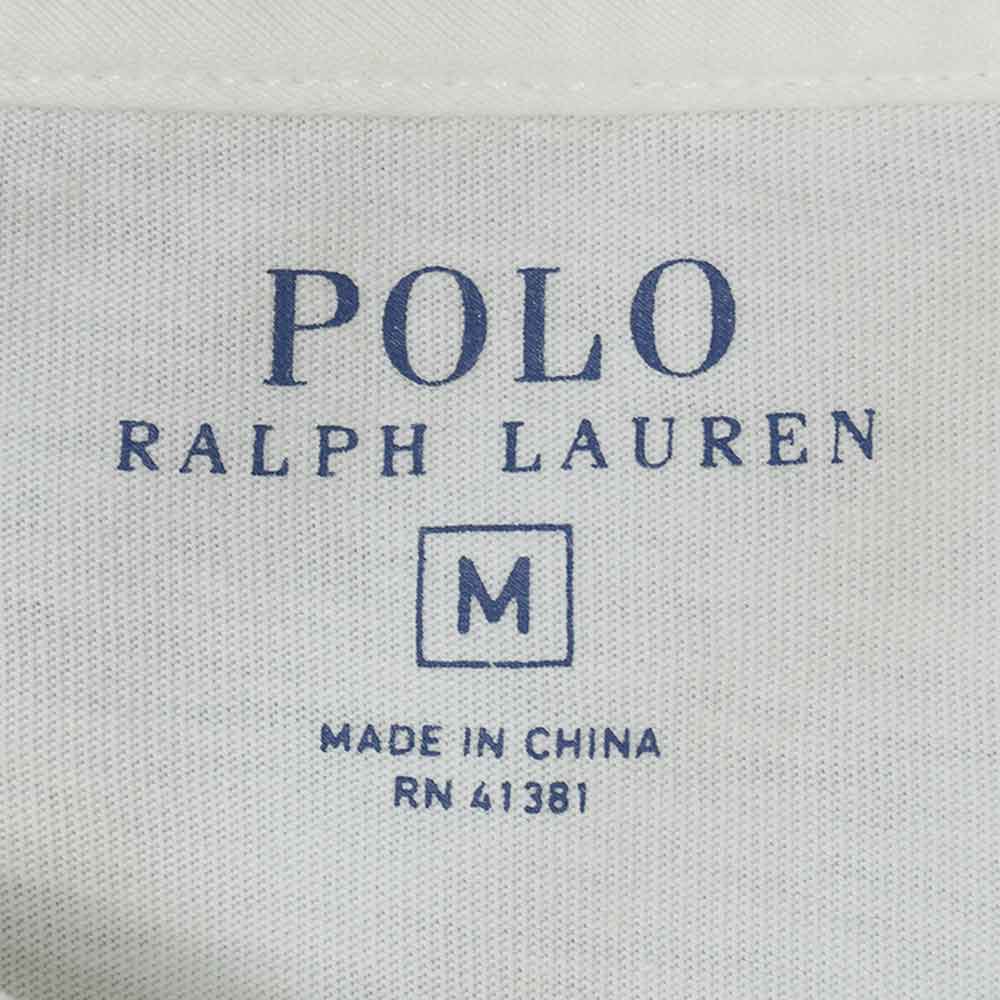 POLO
RALPH LAUREN
M
MADE IN CHINA
RN 41381